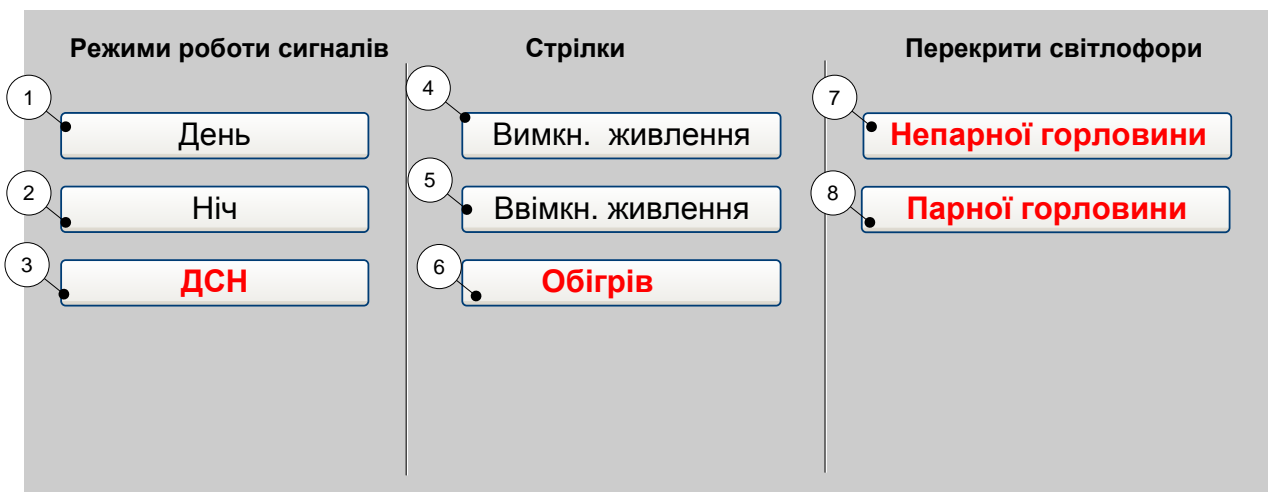 Режими роботи сигналів
Стрілки
Перекрити світлофори
1
День
2
Ніч
3
ДСН
4
Вимкн. живлення
5
Ввімкн. живлення
6
Обігрів
7
Непарної горловини
8
Парної горловини